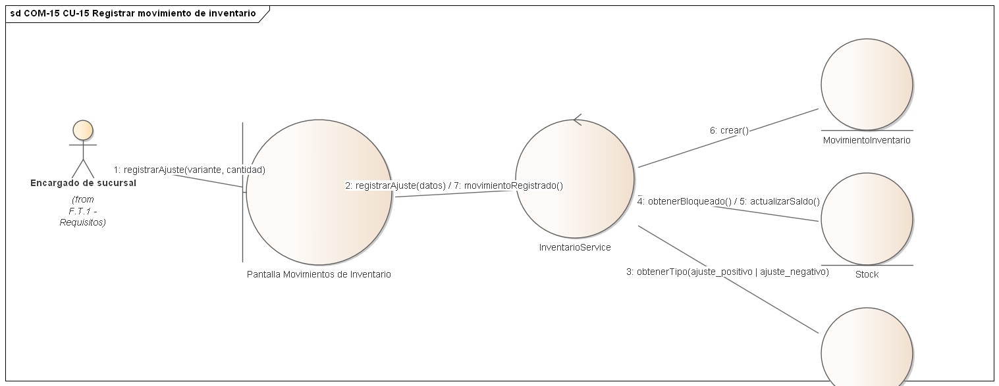 sd COM-15 CU-15 Registrar movimiento de inventario
Encargado de sucursal
(from
F.T.1 -
Requisitos)
1: registrarAjuste(variante, cantidad)
Pantalla Movimientos de Inventario
2: registrarAjuste(datos) / 7: movimientoRegistrado()
InventarioService
6: crear()
MovimientoInventario
4: obtenerBloqueado() / 5: actualizarSaldo()
Stock
3: obtenerTipo(ajuste_positivo | ajuste_negativo)